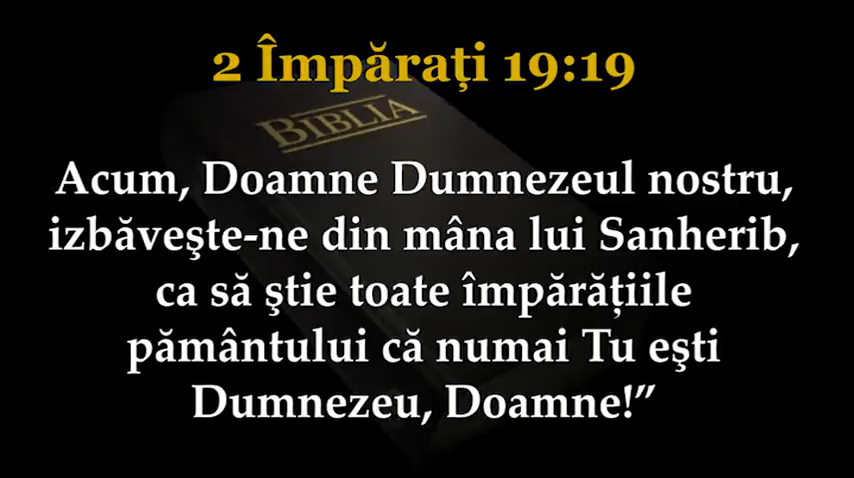 2 Împărați 19:19
BIBLIA
Acum, Doamne Dumnezeul nostru,
izbăveşte-ne din mâna lui Sanherib,
ca să ştie toate împărățiile
pământului că numai Tu eşti
Dumnezeu, Doamne!”